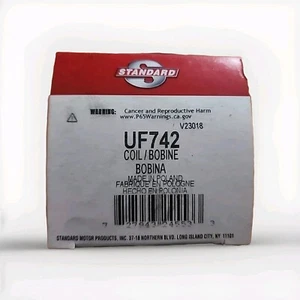 STANDARD
WARNING: Cancer and Reproductive Harm
www.P65Warnings.ca.gov
V23018
UF742
COIL / BOBINE
BOBINA
MADE IN POLAND
FABRIQUE EN POLOGNE
HECHO EN POLONIA
STANDARD MOTOR PRODUCTS, INC. 37-18 NORTHERN BLVD. LONG ISLAND CITY, NY 11101